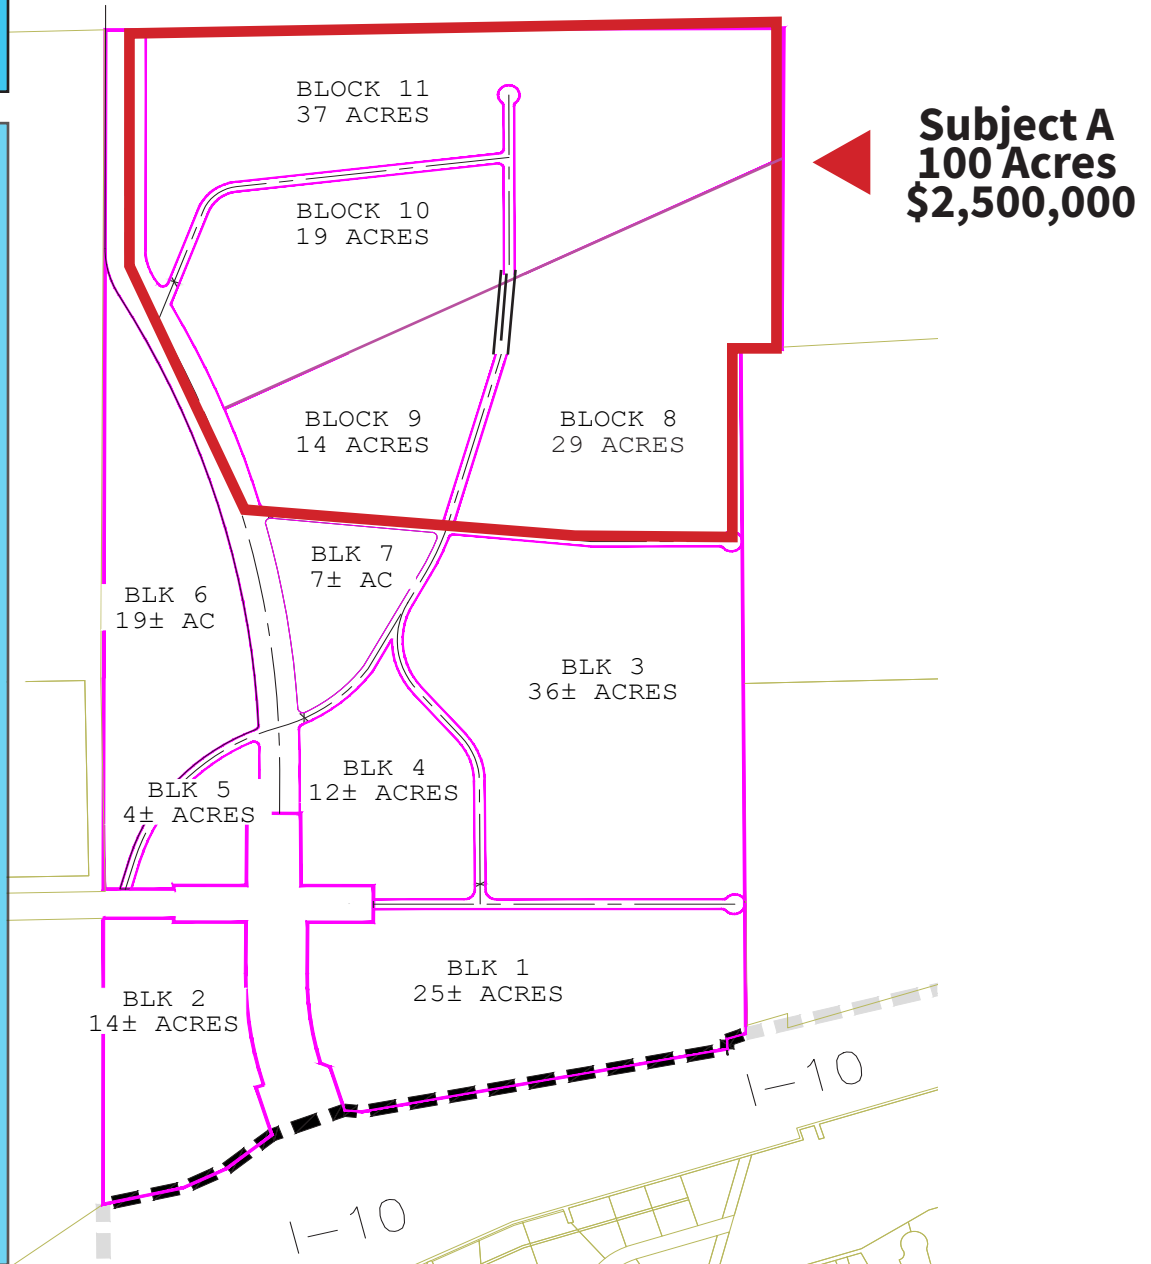 BLOCK 11
37 ACRES
Subject A
100 Acres
$2,500,000
BLOCK 10
19 ACRES
BLOCK 9
14 ACRES
BLOCK 8
29 ACRES
BLK 7
7± AC
BLK 6
19± AC
BLK 3
36± ACRES
BLK 4
12± ACRES
BLK 5
4± ACRES
BLK 1
25± ACRES
BLK 2
14± ACRES
I-10
I-10